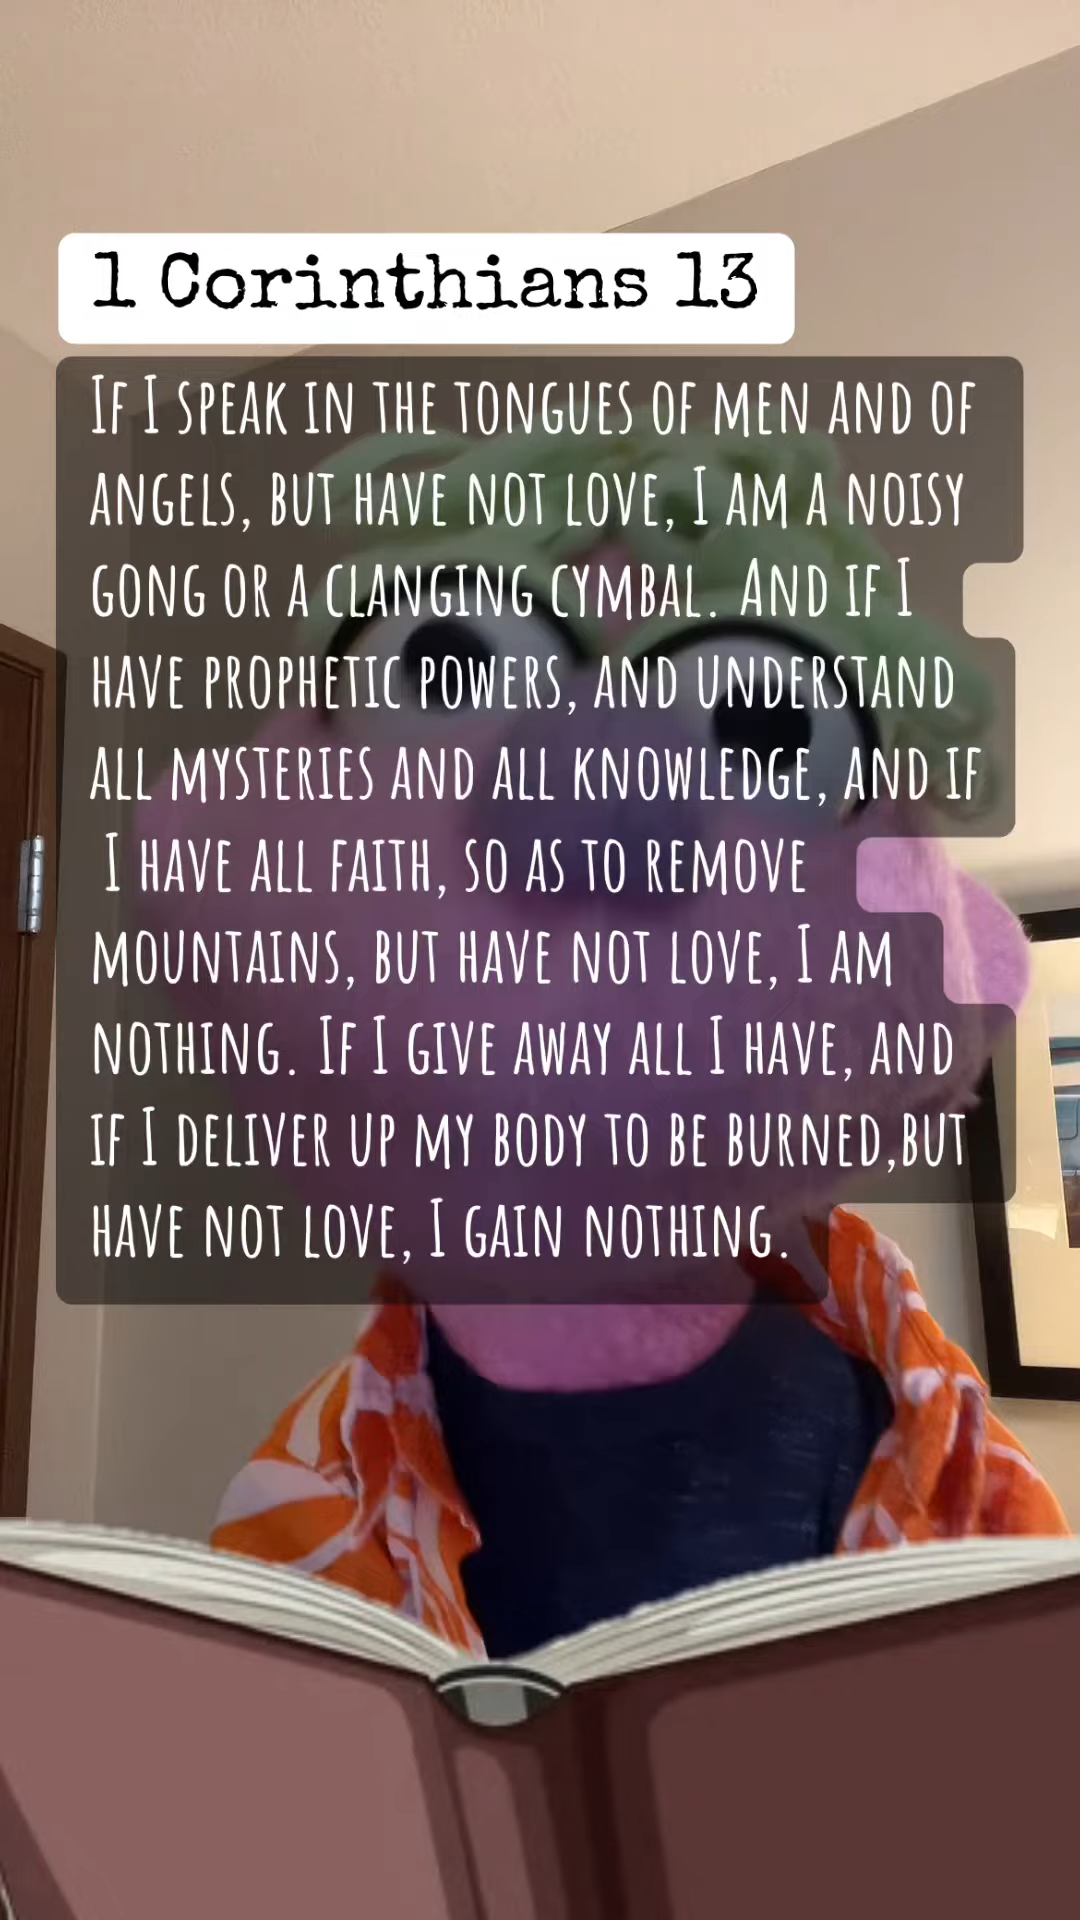 1 Corinthians 13
If I speak in the tongues of men and of
angels, but have not love, I am a noisy
gong or a clanging cymbal. And if I
have prophetic powers, and understand
all mysteries and all knowledge, and if
I have all faith, so as to remove
mountains, but have not love, I am
nothing. If I give away all I have, and
if I deliver up my body to be burned,but
have not love, I gain nothing.